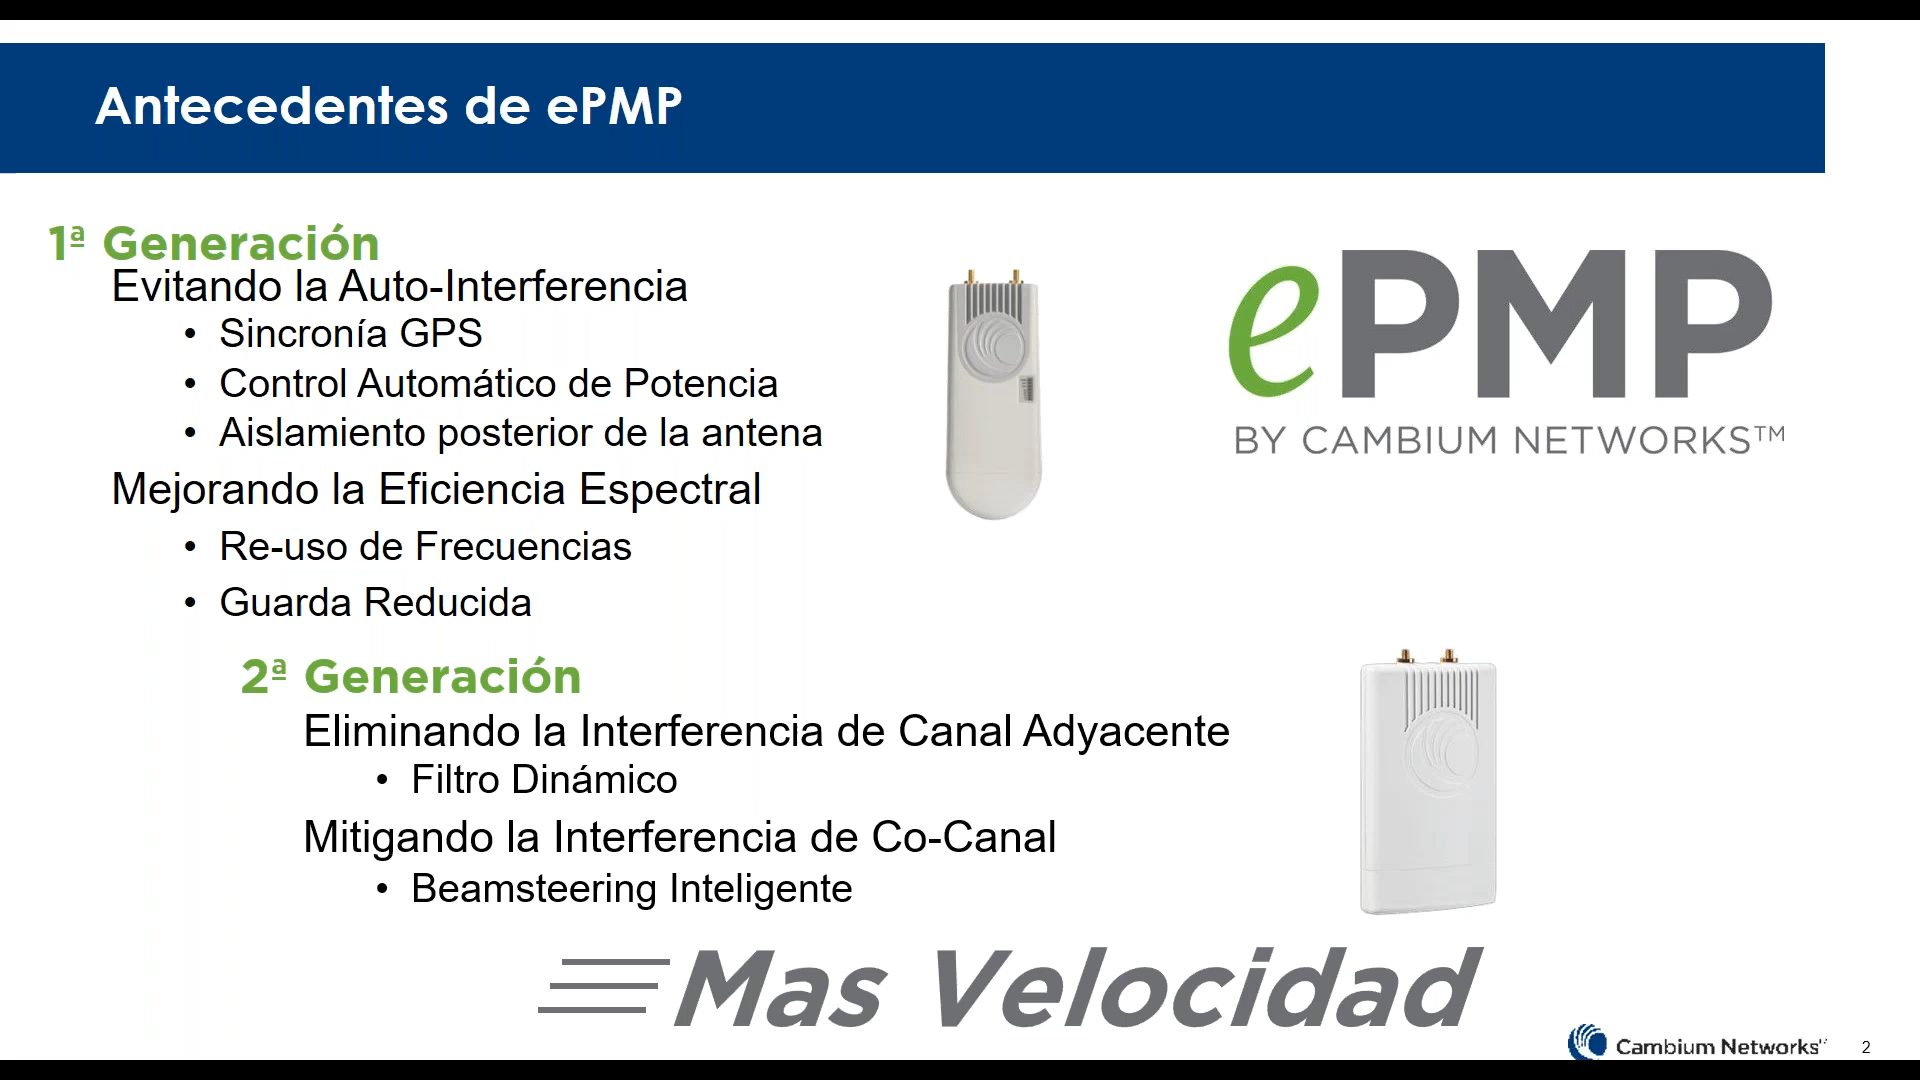 Antecedentes de ePMP
1ª Generación
Evitando la Auto-Interferencia
• Sincronía GPS
• Control Automático de Potencia
• Aislamiento posterior de la antena
Mejorando la Eficiencia Espectral
• Re-uso de Frecuencias
• Guarda Reducida
ePMP
BY CAMBIUM NETWORKS™
2ª Generación
Eliminando la Interferencia de Canal Adyacente
• Filtro Dinámico
Mitigando la Interferencia de Co-Canal
• Beamsteering Inteligente
Mas Velocidad
Cambium Networks™
2